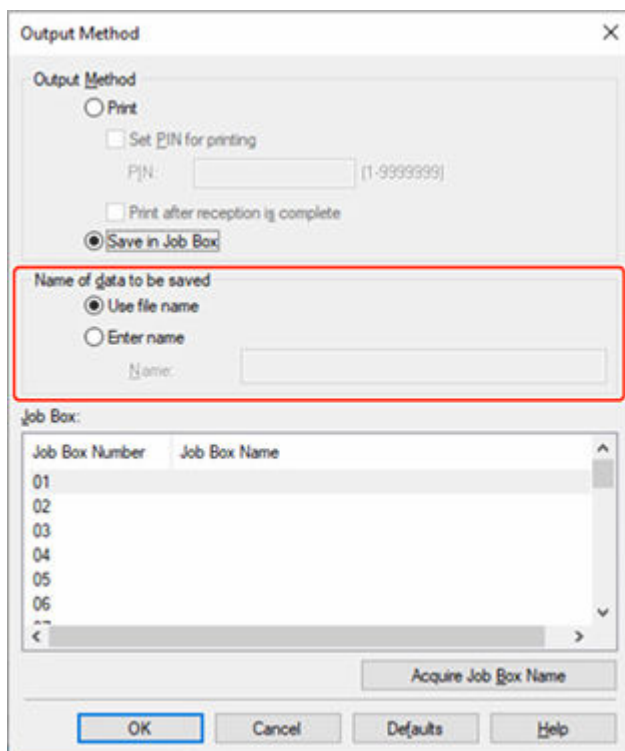 Output Method
Output Method
Print
Set PIN for printing
PIN: [1-9999999]
Print after reception is complete
Save in Job Box
Name of data to be saved
Use file name
Enter name
Name:
Job Box:
Job Box Number Job Box Name
01
02
03
04
05
06
Acquire Job Box Name
OK Cancel Defaults Help